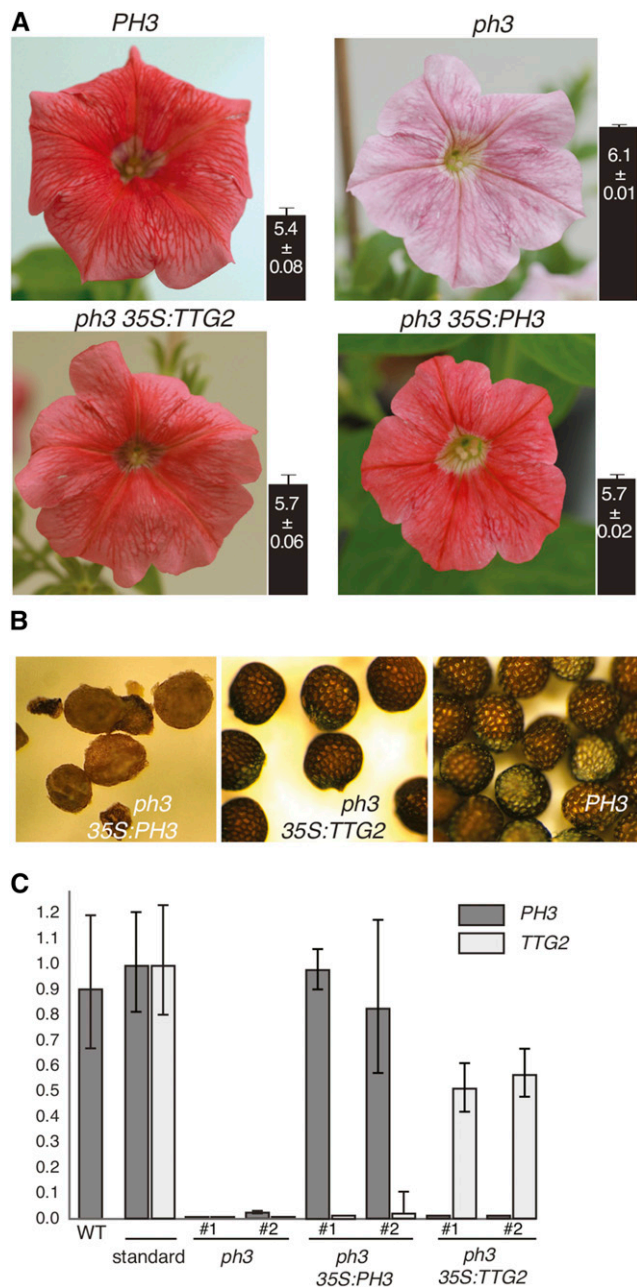 A
PH3
ph3
5.4
±
0.08
6.1
±
0.01
ph3 35S:TTG2
ph3 35S:PH3
5.7
±
0.06
5.7
±
0.02
B
ph3
35S:PH3
ph3
35S:TTG2
PH3
C
1.2
1.1
1.0
0.9
0.8
0.7
0.6
0.5
0.4
0.3
0.2
0.1
0.0
PH3
TTG2
WT
standard
#1 #2
ph3
#1 #2
ph3
35S:PH3
#1 #2
ph3
35S:TTG2